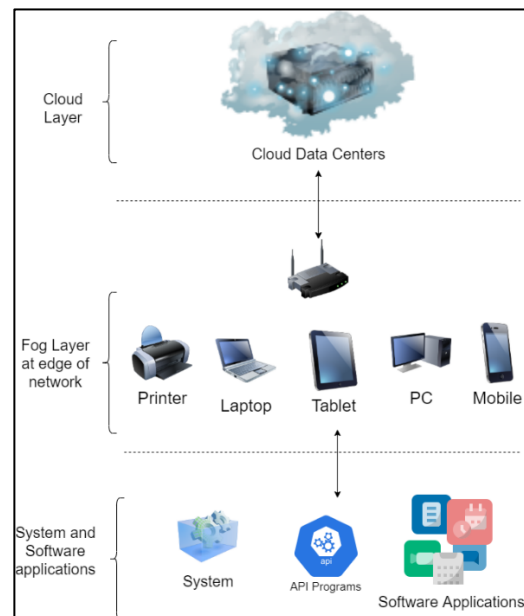 Cloud
Layer
Cloud Data Centers
Fog Layer
at edge of
network
Printer
Laptop
Tablet
PC
Mobile
System and
Software
applications
System
api
API Programs
Software Applications